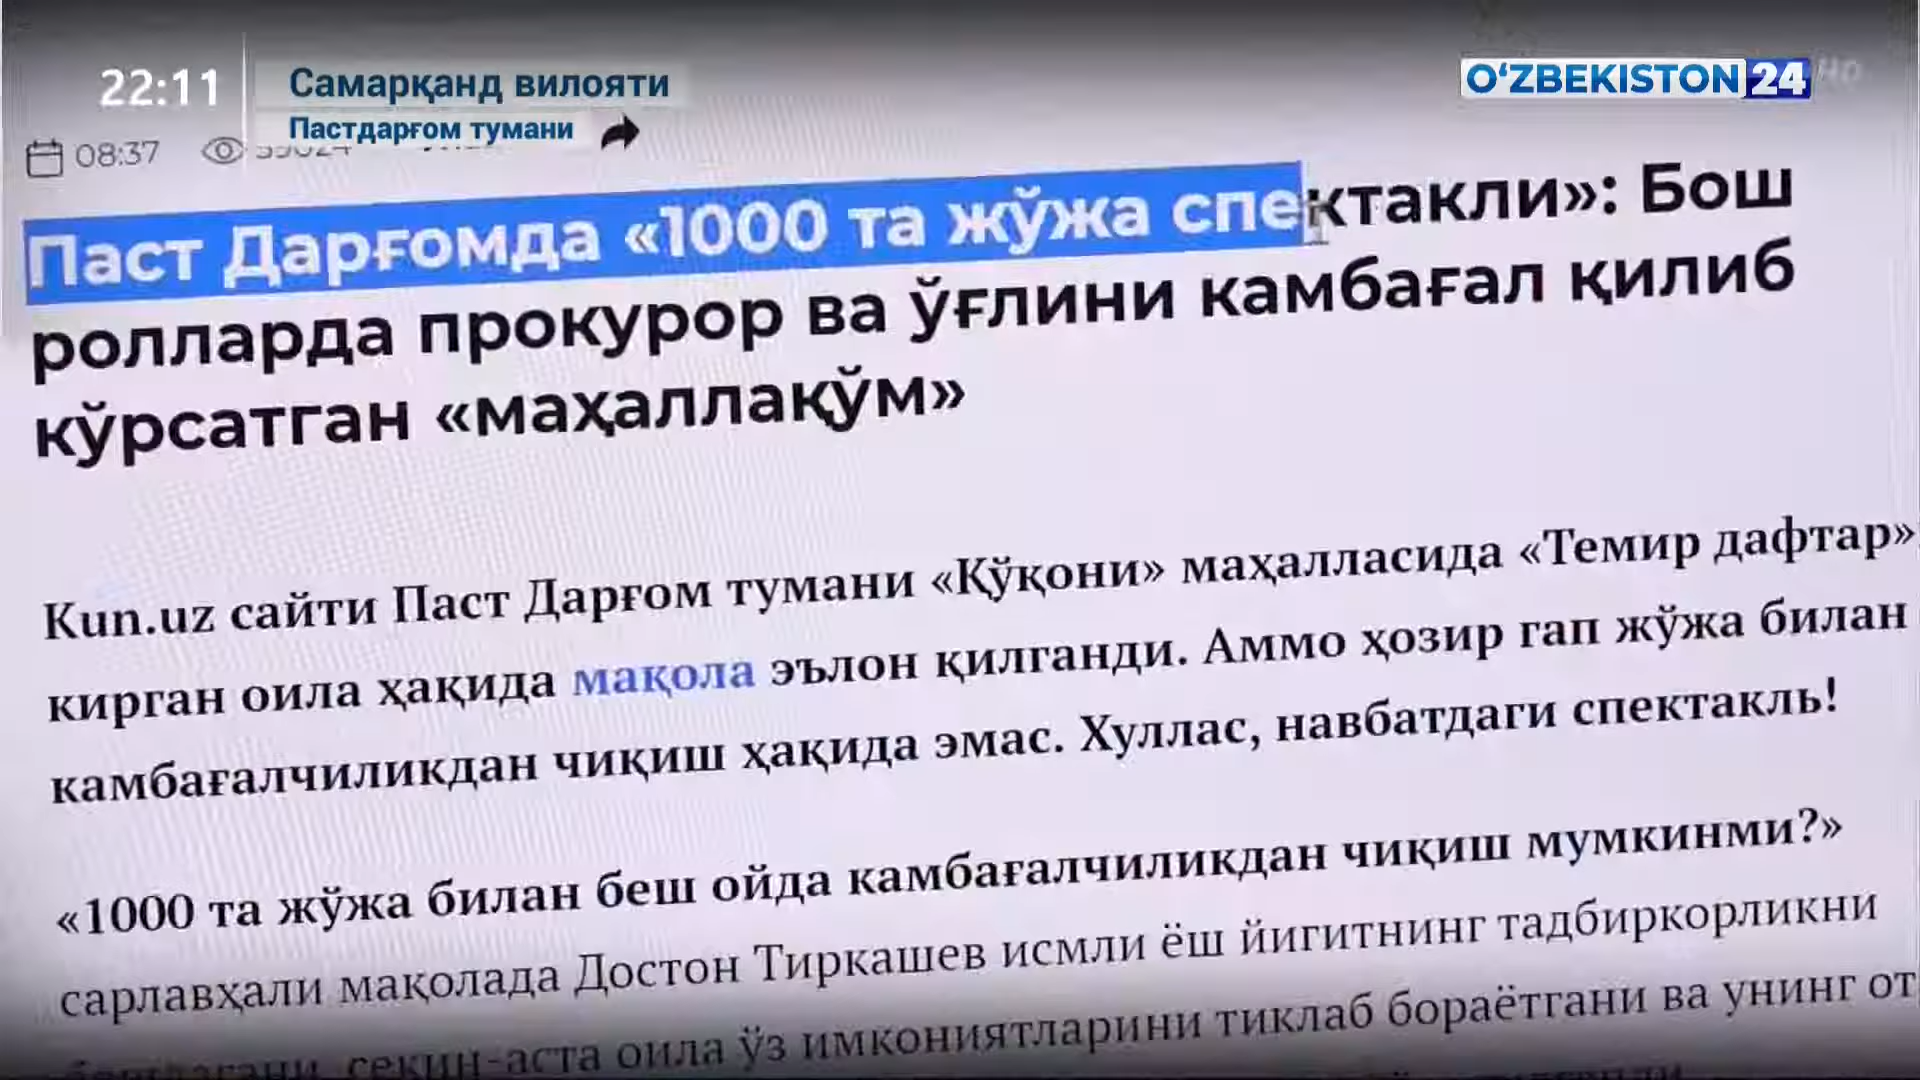 22:11
Самарқанд вилояти
Пастдарғом тумани
O‘ZBEKISTON 24 HD
08:37
Паст Дарғомда «1000 та жўжа спектакли»: Бош
ролларда прокурор ва ўғлини камбағал қилиб
кўрсатган «маҳаллақўм»
Kun.uz сайти Паст Дарғом тумани «Қўқони» маҳалласида «Темир дафтар»
кирган оила ҳақида мақола эълон қилганди. Аммо ҳозир гап жўжа билан
камбағалчиликдан чиқиш ҳақида эмас. Хуллас, навбатдаги спектакль!
«1000 та жўжа билан беш ойда камбағалчиликдан чиқиш мумкинми?»
сарлавҳали мақолада Достон Тиркашев исмли ёш йигитнинг тадбиркорликни
секин-аста оила ўз имкониятларини тиклаб бораётгани ва унинг от